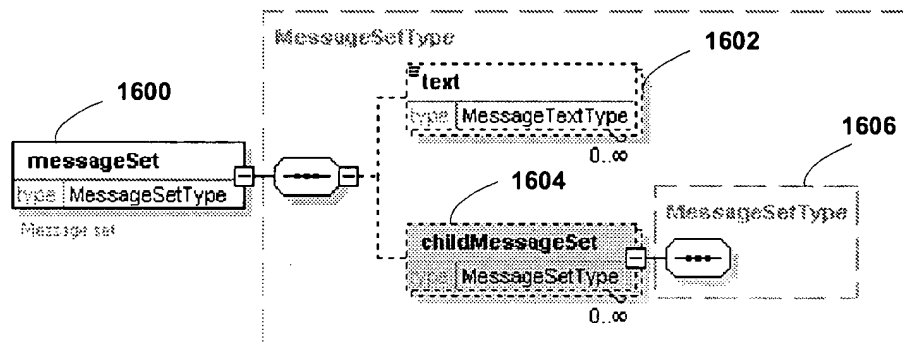 MessageSetType
1602
text
type MessageTextType
0..∞
1600
messageSet
type MessageSetType
Message set
1604
childMessageSet
type MessageSetType
0..∞
1606
MessageSetType